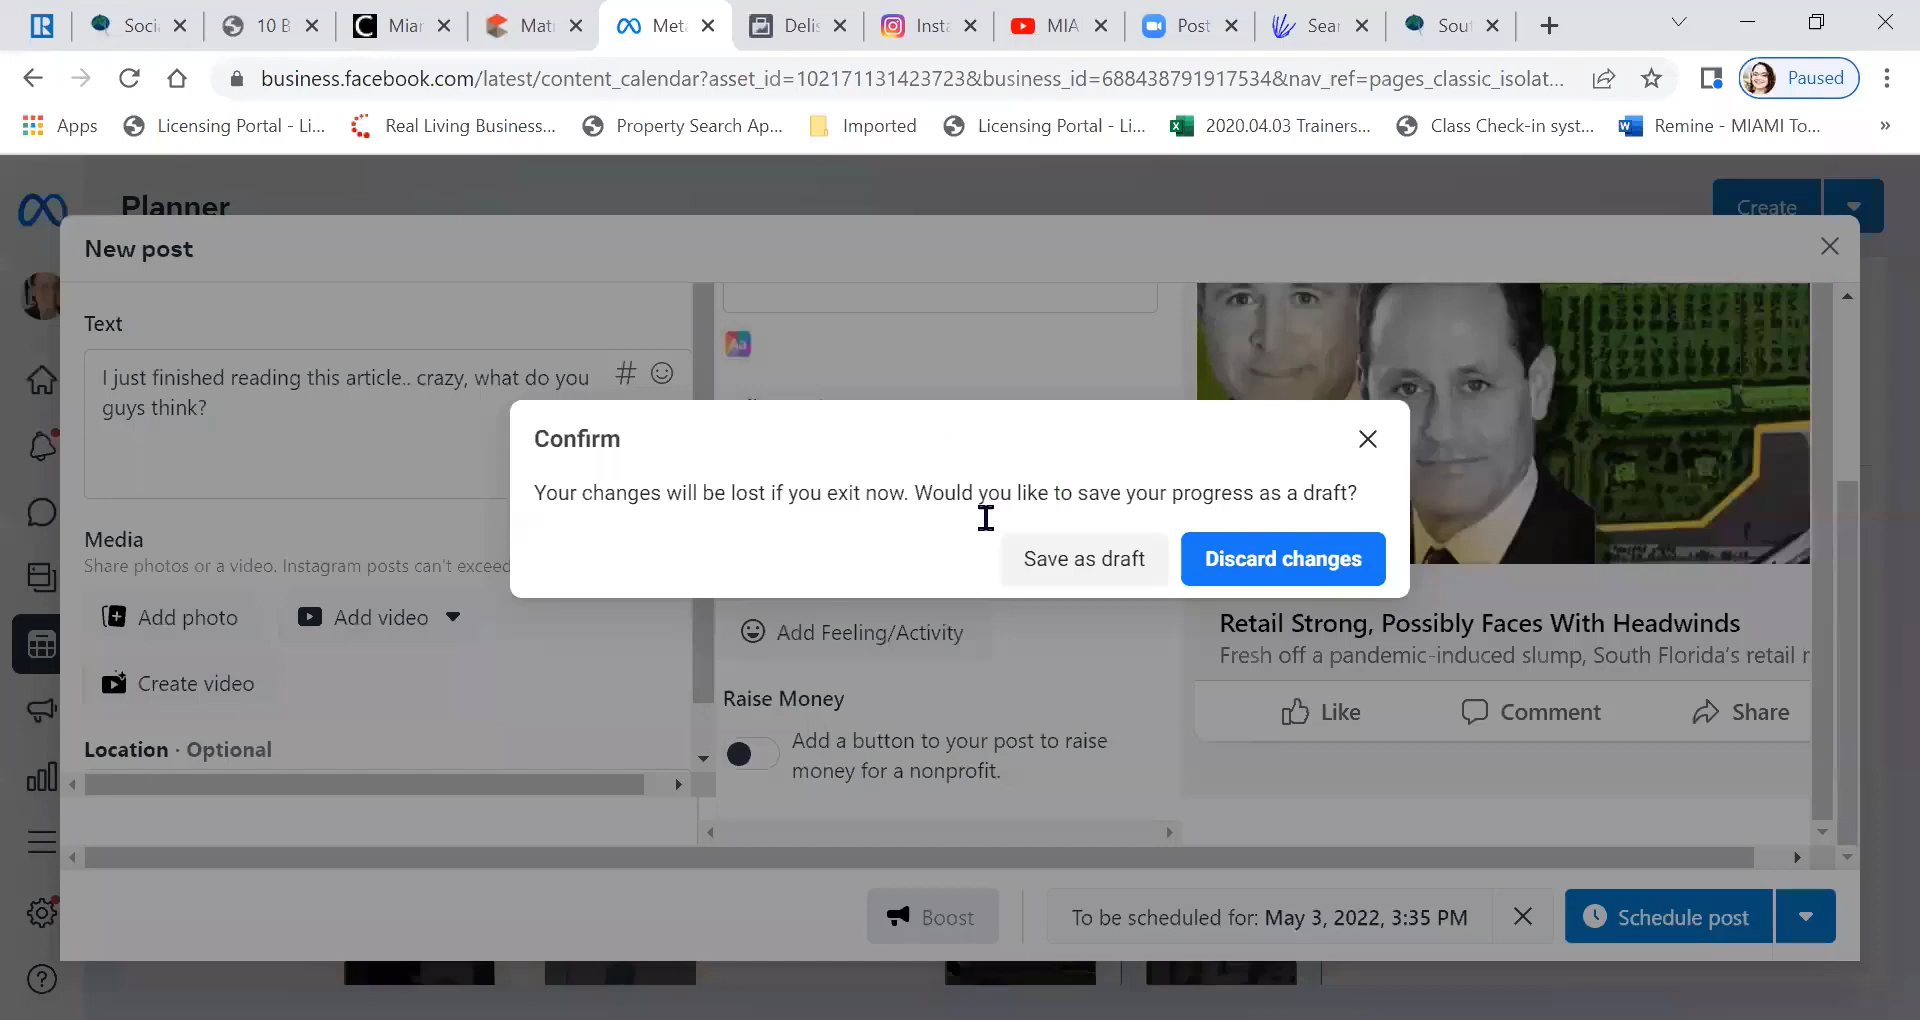 Soci
10 B
Miar
Matr
Meta
Delis
Insta
MIA
Post
Sear
Sout
business.facebook.com/latest/content_calendar?asset_id=102171131423723&business_id=688438791917534&nav_ref=pages_classic_isolat...
Paused
Apps
Licensing Portal - Li...
Real Living Business...
Property Search Ap...
Imported
Licensing Portal - Li...
2020.04.03 Trainers...
Class Check-in syst...
Remine - MIAMI To...
Planner
Create
New post
Text
I just finished reading this article.. crazy, what do you
guys think?
Confirm
Your changes will be lost if you exit now. Would you like to save your progress as a draft?
Save as draft
Discard changes
Media
Share photos or a video. Instagram posts can't exceed
Add photo
Add video
Create video
Location · Optional
Aa
Add Feeling/Activity
Raise Money
Add a button to your post to raise
money for a nonprofit.
Retail Strong, Possibly Faces With Headwinds
Fresh off a pandemic-induced slump, South Florida's retail r
Like
Comment
Share
Boost
To be scheduled for: May 3, 2022, 3:35 PM
Schedule post